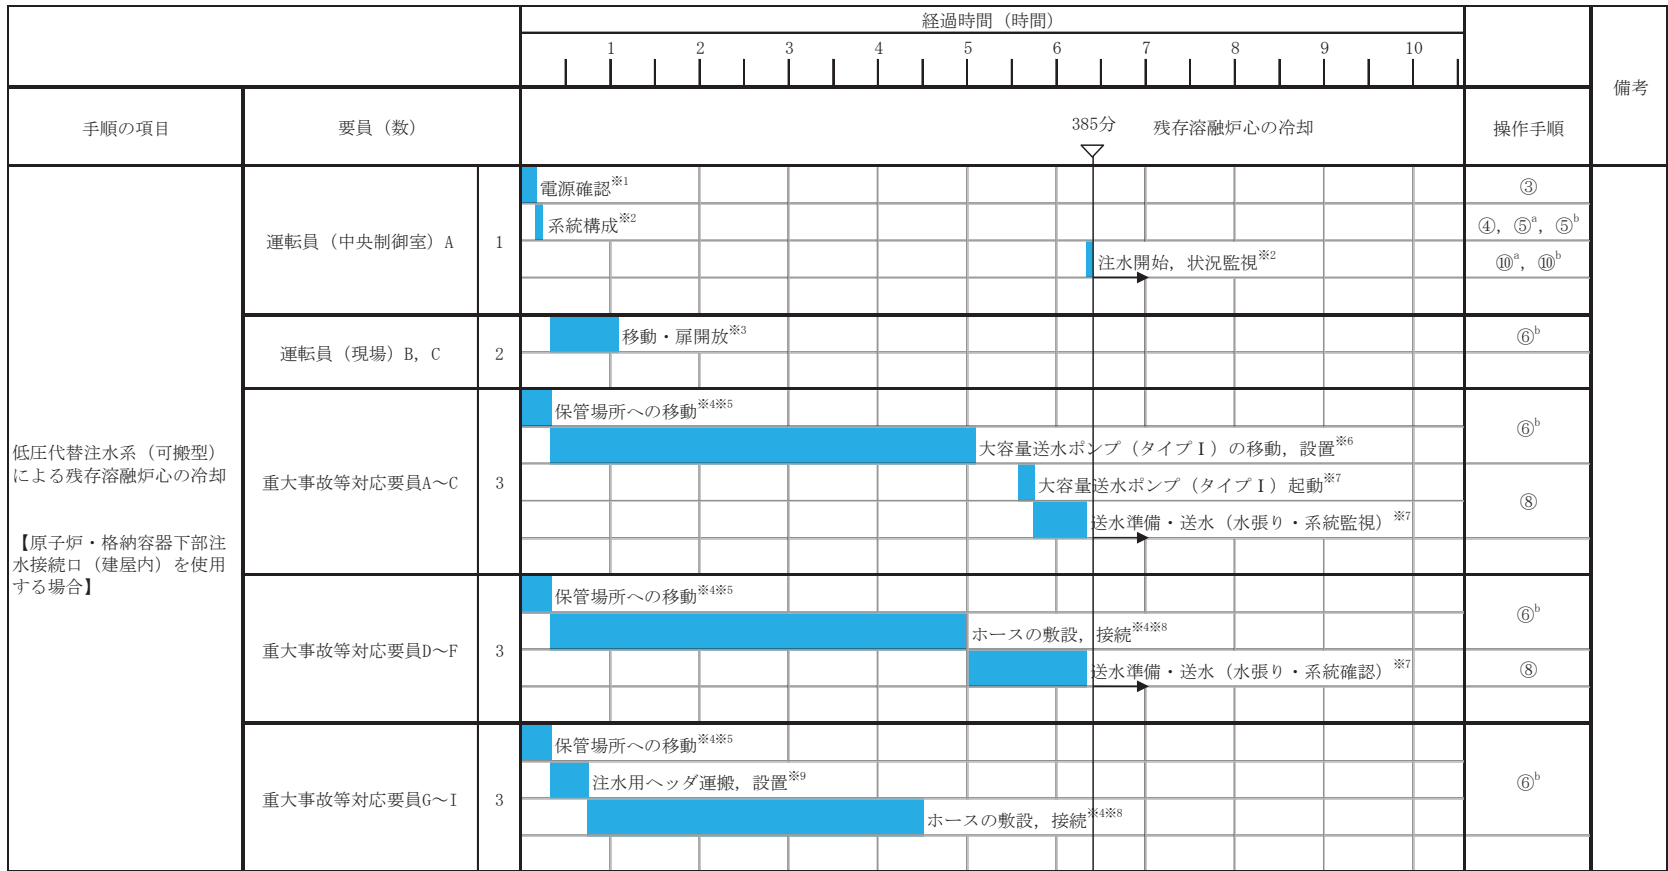 経過時間（時間）
1 2 3 4 5 6 7 8 9 10
備考
手順の項目 要員（数） 385分 残存溶融炉心の冷却 操作手順
低圧代替注水系（可搬型）
による残存溶融炉心の冷却
【原子炉・格納容器下部注
水接続口（建屋内）を使用
する場合】
運転員（中央制御室）A 1
電源確認※1 ③
系統構成※2 ④，⑤a，⑤b
注水開始，状況監視※2 ⑩a，⑩b
運転員（現場）B，C 2
移動・扉開放※3 ⑥b
重大事故等対応要員A～C 3
保管場所への移動※4※5
大容量送水ポンプ（タイプⅠ）の移動，設置※6
⑥b
大容量送水ポンプ（タイプⅠ）起動※7
送水準備・送水（水張り・系統監視）※7
⑧
重大事故等対応要員D～F 3
保管場所への移動※4※5
ホースの敷設，接続※4※8
⑥b
送水準備・送水（水張り・系統確認）※7 ⑧
重大事故等対応要員G～I 3
保管場所への移動※4※5
注水用ヘッダ運搬，設置※9
ホースの敷設，接続※4※8
⑥b